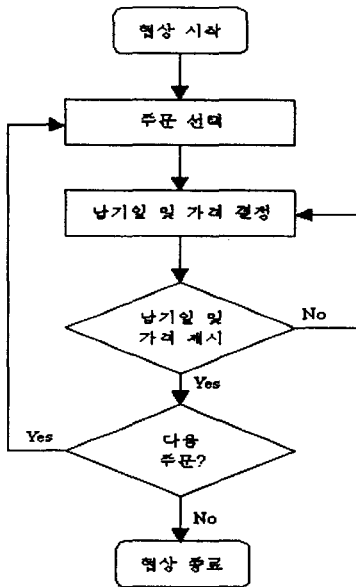 협상 시작
주문 선택
납기일 및 가격 결정
납기일 및
가격 제시
No
Yes
다음
주문?
Yes
No
협상 종료